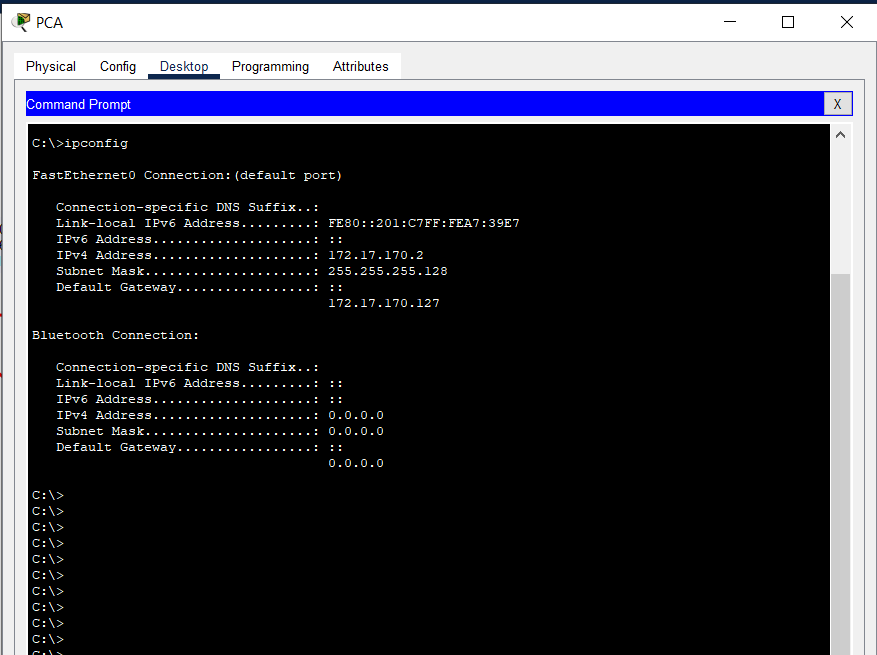 PCA
Physical Config Desktop Programming Attributes
Command Prompt X
C:\>ipconfig
FastEthernet0 Connection:(default port)
Connection-specific DNS Suffix..:
Link-local IPv6 Address.........: FE80::201:C7FF:FEA7:39E7
IPv6 Address....................: ::
IPv4 Address....................: 172.17.170.2
Subnet Mask.....................: 255.255.255.128
Default Gateway.................: ::
172.17.170.127
Bluetooth Connection:
Connection-specific DNS Suffix..:
Link-local IPv6 Address.........: ::
IPv6 Address....................: ::
IPv4 Address....................: 0.0.0.0
Subnet Mask.....................: 0.0.0.0
Default Gateway.................: ::
0.0.0.0
C:\>
C:\>
C:\>
C:\>
C:\>
C:\>
C:\>
C:\>
C:\>
C:\>
C:\>